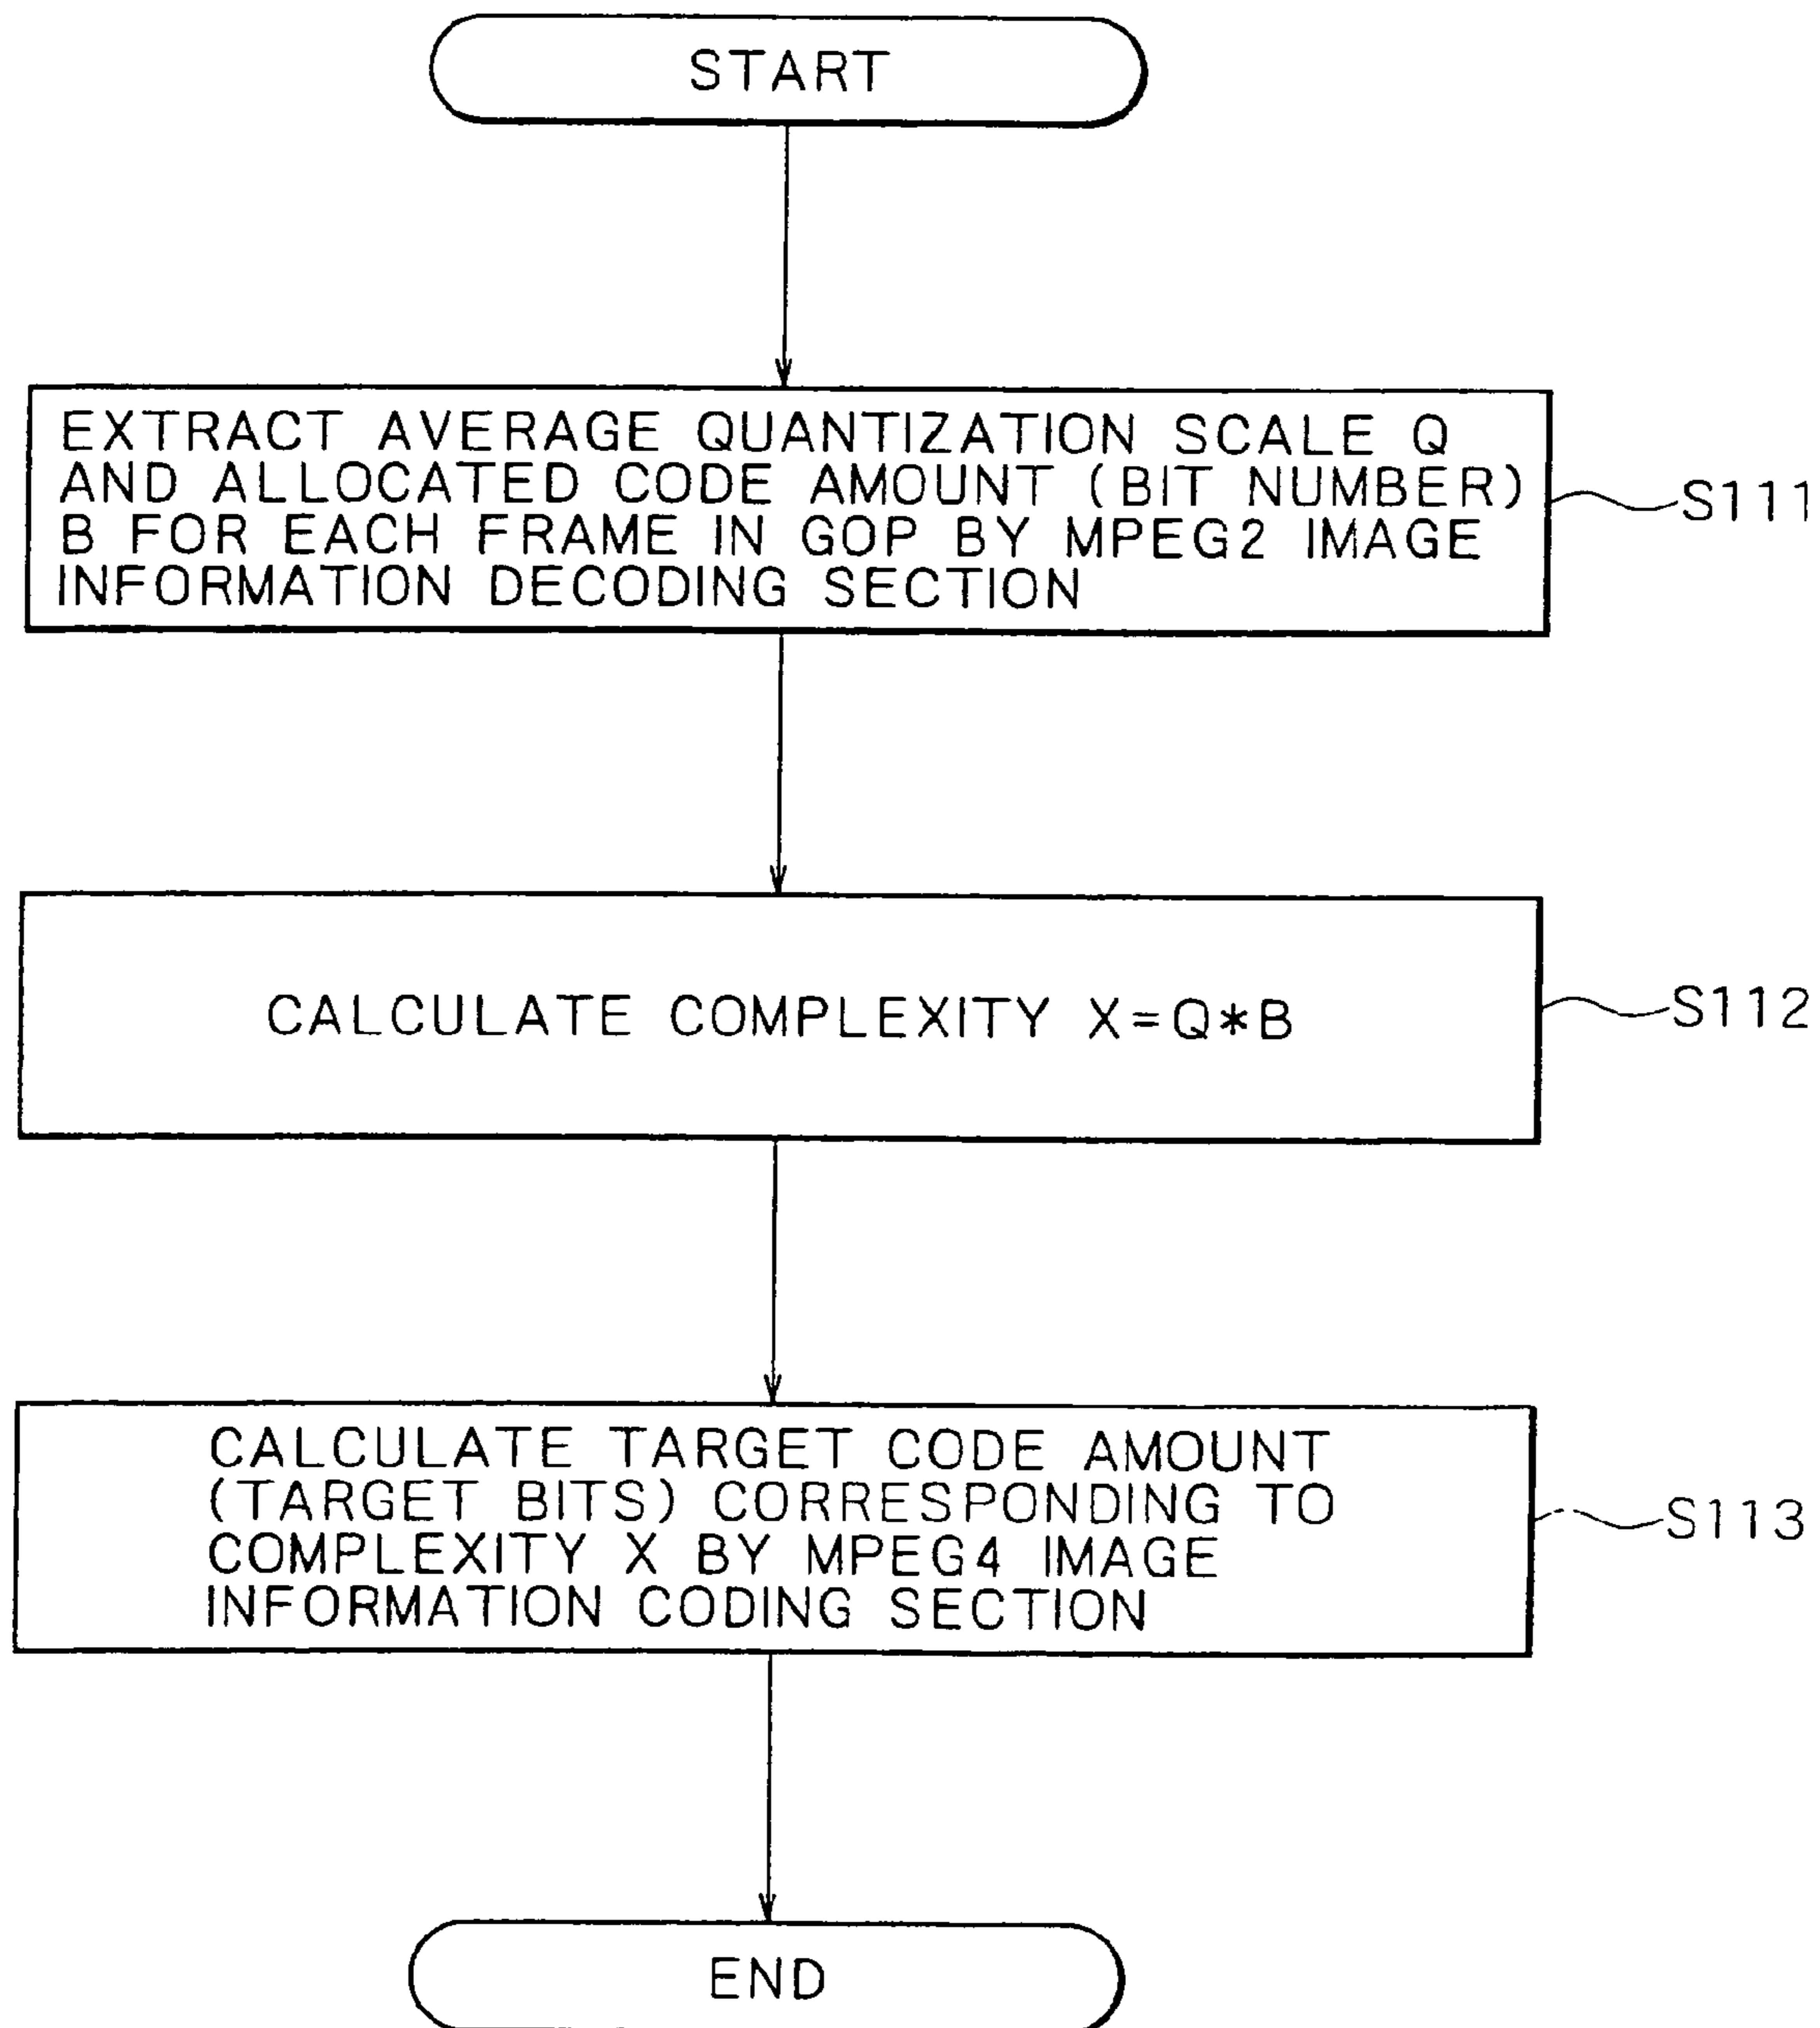 START
EXTRACT AVERAGE QUANTIZATION SCALE Q
AND ALLOCATED CODE AMOUNT (BIT NUMBER)
B FOR EACH FRAME IN GOP BY MPEG2 IMAGE
INFORMATION DECODING SECTION
S111
CALCULATE COMPLEXITY X=Q*B
S112
CALCULATE TARGET CODE AMOUNT
(TARGET BITS) CORRESPONDING TO
COMPLEXITY X BY MPEG4 IMAGE
INFORMATION CODING SECTION
S113
END